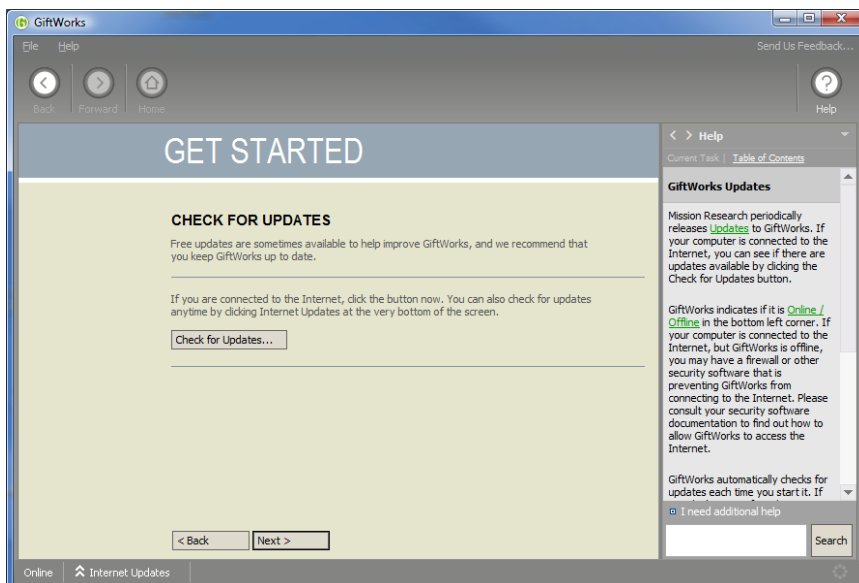 GiftWorks
File Help
Send Us Feedback...
Back Forward Home
Help
GET STARTED
CHECK FOR UPDATES
Free updates are sometimes available to help improve GiftWorks, and we recommend that
you keep GiftWorks up to date.
If you are connected to the Internet, click the button now. You can also check for updates
anytime by clicking Internet Updates at the very bottom of the screen.
Check for Updates...
< Back Next >
< > Help
Current Task | Table of Contents
GiftWorks Updates
Mission Research periodically
releases Updates to GiftWorks. If
your computer is connected to the
Internet, you can see if there are
updates available by clicking the
Check for Updates button.
GiftWorks indicates if it is Online /
Offline in the bottom left corner. If
your computer is connected to the
Internet, but GiftWorks is offline,
you may have a firewall or other
security software that is
preventing GiftWorks from
connecting to the Internet. Please
consult your security software
documentation to find out how to
allow GiftWorks to access the
Internet.
GiftWorks automatically checks for
updates each time you start it. If
I need additional help
Search
Online Internet Updates